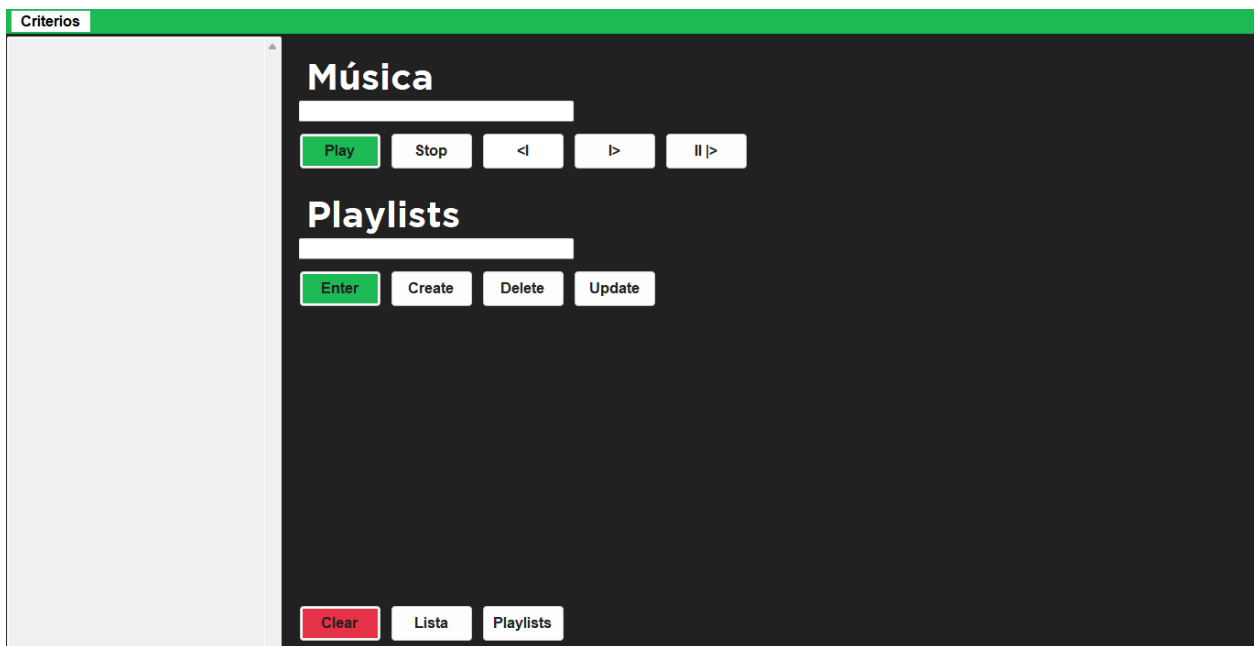 Criterios
Música
Play Stop <I I> II |>
Playlists
Enter Create Delete Update
Clear Lista Playlists